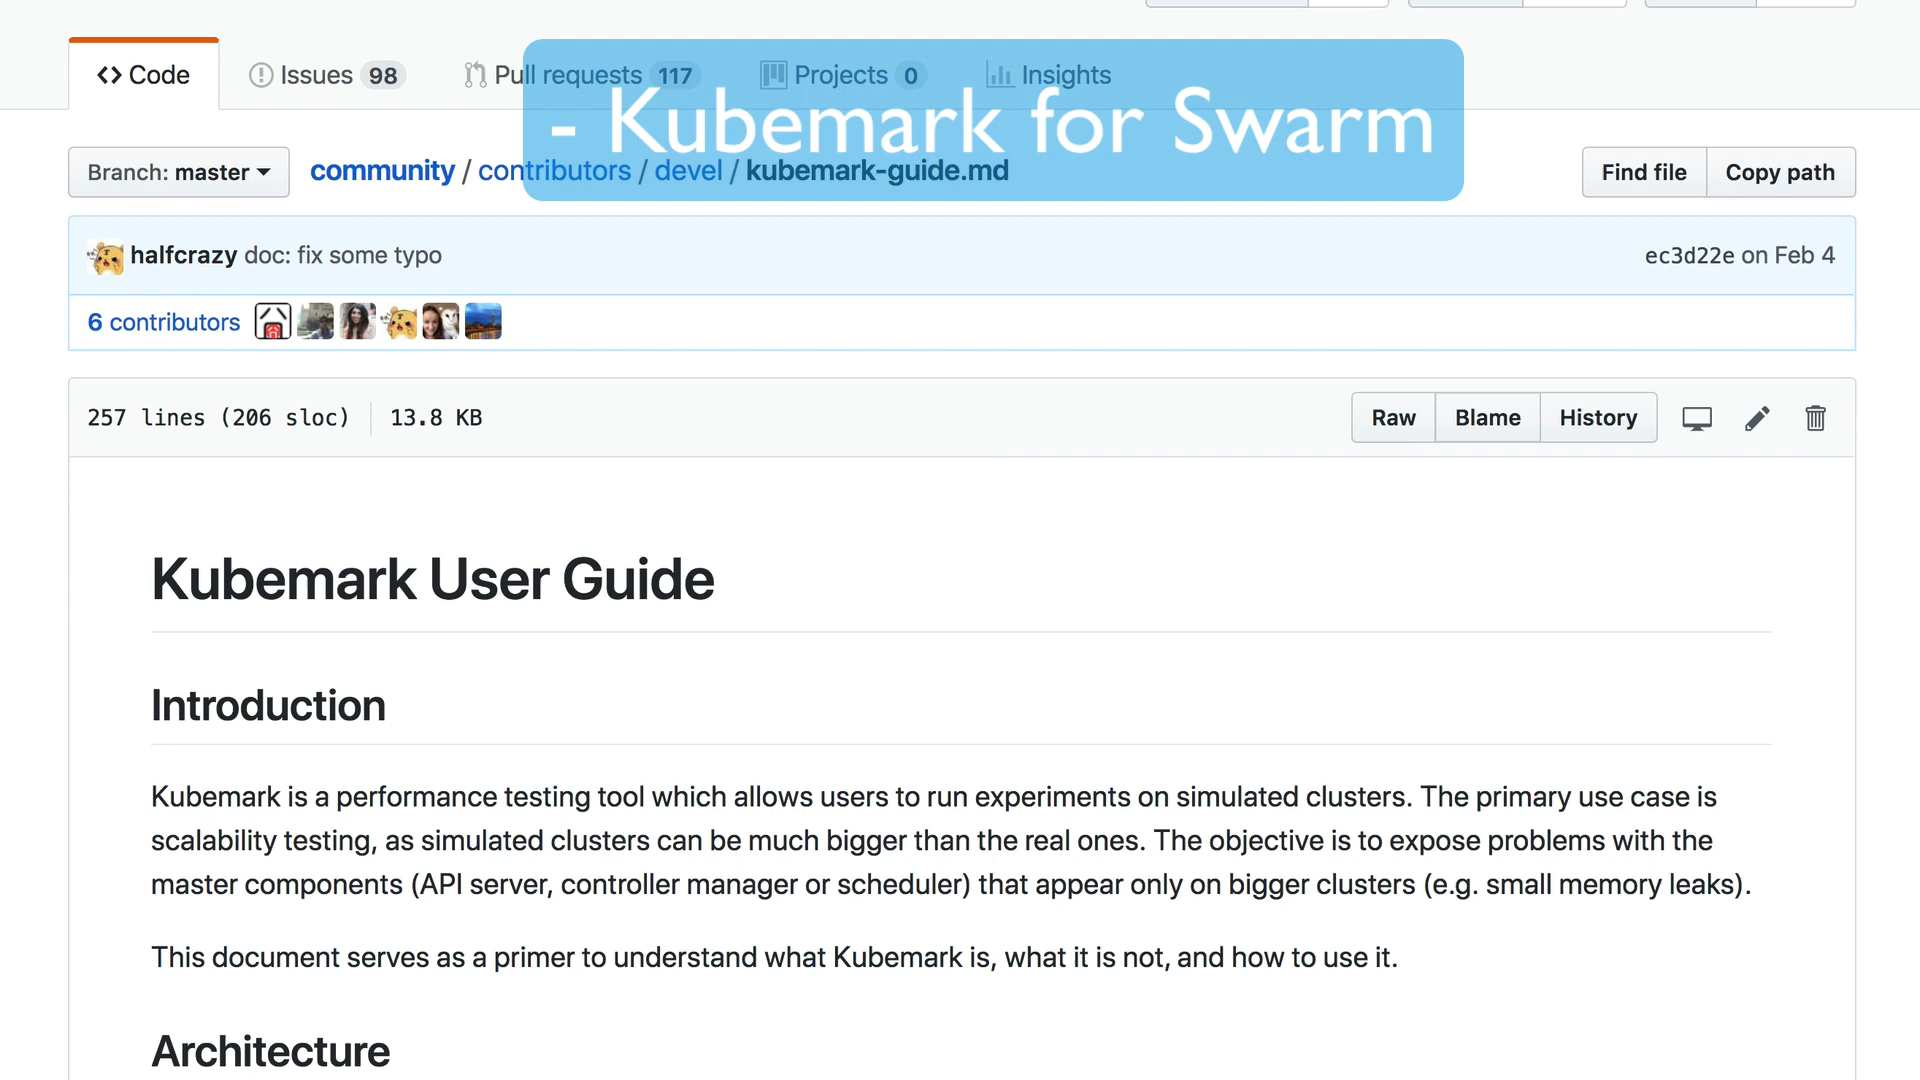 Code Issues 98 Pull requests 117 Projects 0 Insights
- Kubemark for Swarm
Branch: master community / contributors / devel / kubemark-guide.md Find file Copy path
halfcrazy doc: fix some typo ec3d22e on Feb 4
6 contributors
257 lines (206 sloc) 13.8 KB Raw Blame History
Kubemark User Guide
Introduction
Kubemark is a performance testing tool which allows users to run experiments on simulated clusters. The primary use case is
scalability testing, as simulated clusters can be much bigger than the real ones. The objective is to expose problems with the
master components (API server, controller manager or scheduler) that appear only on bigger clusters (e.g. small memory leaks).
This document serves as a primer to understand what Kubemark is, what it is not, and how to use it.
Architecture